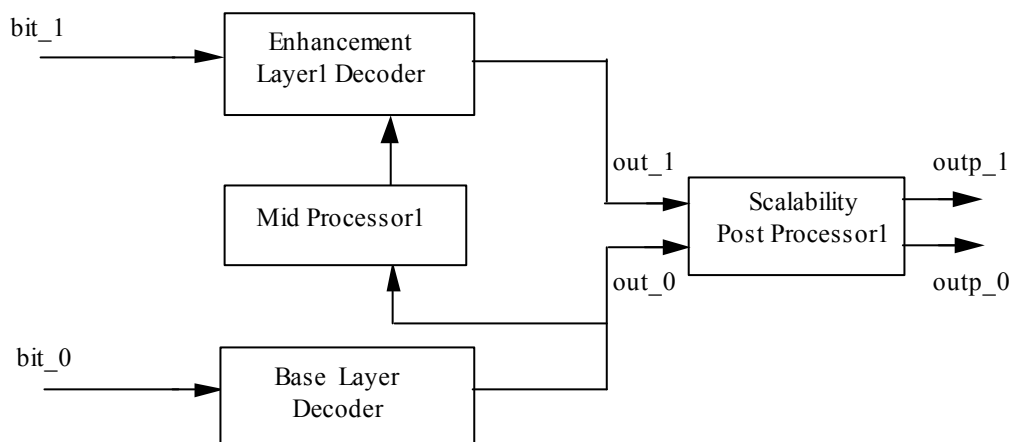 bit_1
Enhancement
Layer1 Decoder
out_1
outp_1
Mid Processor1
Scalability
Post Processor1
out_0
outp_0
bit_0
Base Layer
Decoder